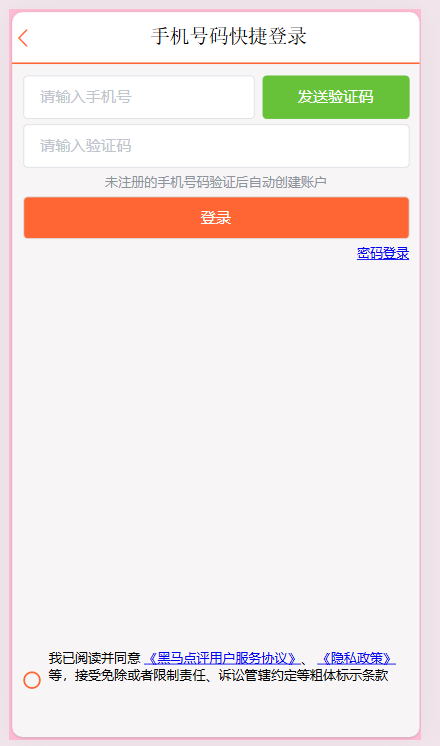 手机号码快捷登录
请输入手机号 发送验证码
请输入验证码
未注册的手机号码验证后自动创建账户
登录
密码登录
我已阅读并同意 《黑马点评用户服务协议》、 《隐私政策》
等，接受免除或者限制责任、诉讼管辖约定等粗体标示条款